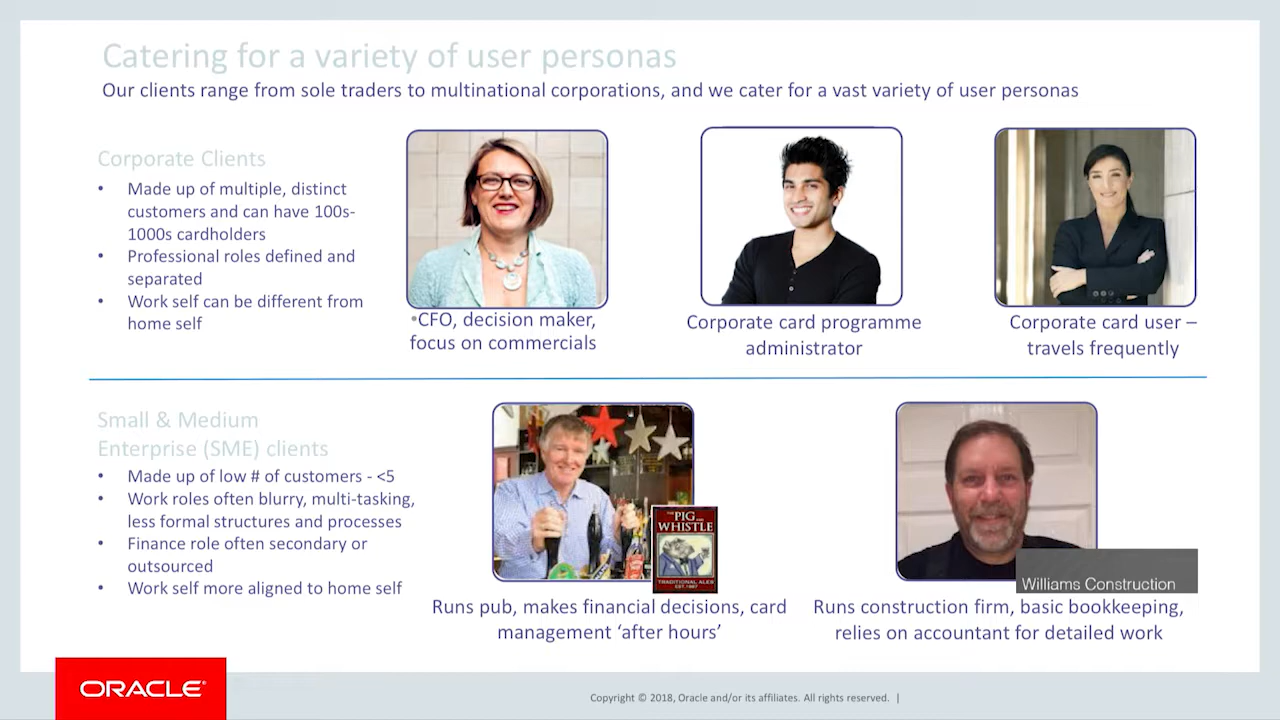 Catering for a variety of user personas
Our clients range from sole traders to multinational corporations, and we cater for a vast variety of user personas
Corporate Clients
• Made up of multiple, distinct
customers and can have 100s-
1000s cardholders
• Professional roles defined and
separated
• Work self can be different from
home self
•CFO, decision maker,
focus on commercials
Corporate card programme
administrator
Corporate card user –
travels frequently
Small & Medium
Enterprise (SME) clients
• Made up of low # of customers - <5
• Work roles often blurry, multi-tasking,
less formal structures and processes
• Finance role often secondary or
outsourced
• Work self more aligned to home self
THE PIG AND
WHISTLE
TRADITIONAL ALES
EST. 1967
Runs pub, makes financial decisions, card
management ‘after hours’
Williams Construction
Runs construction firm, basic bookkeeping,
relies on accountant for detailed work
ORACLE®
Copyright © 2018, Oracle and/or its affiliates. All rights reserved. |